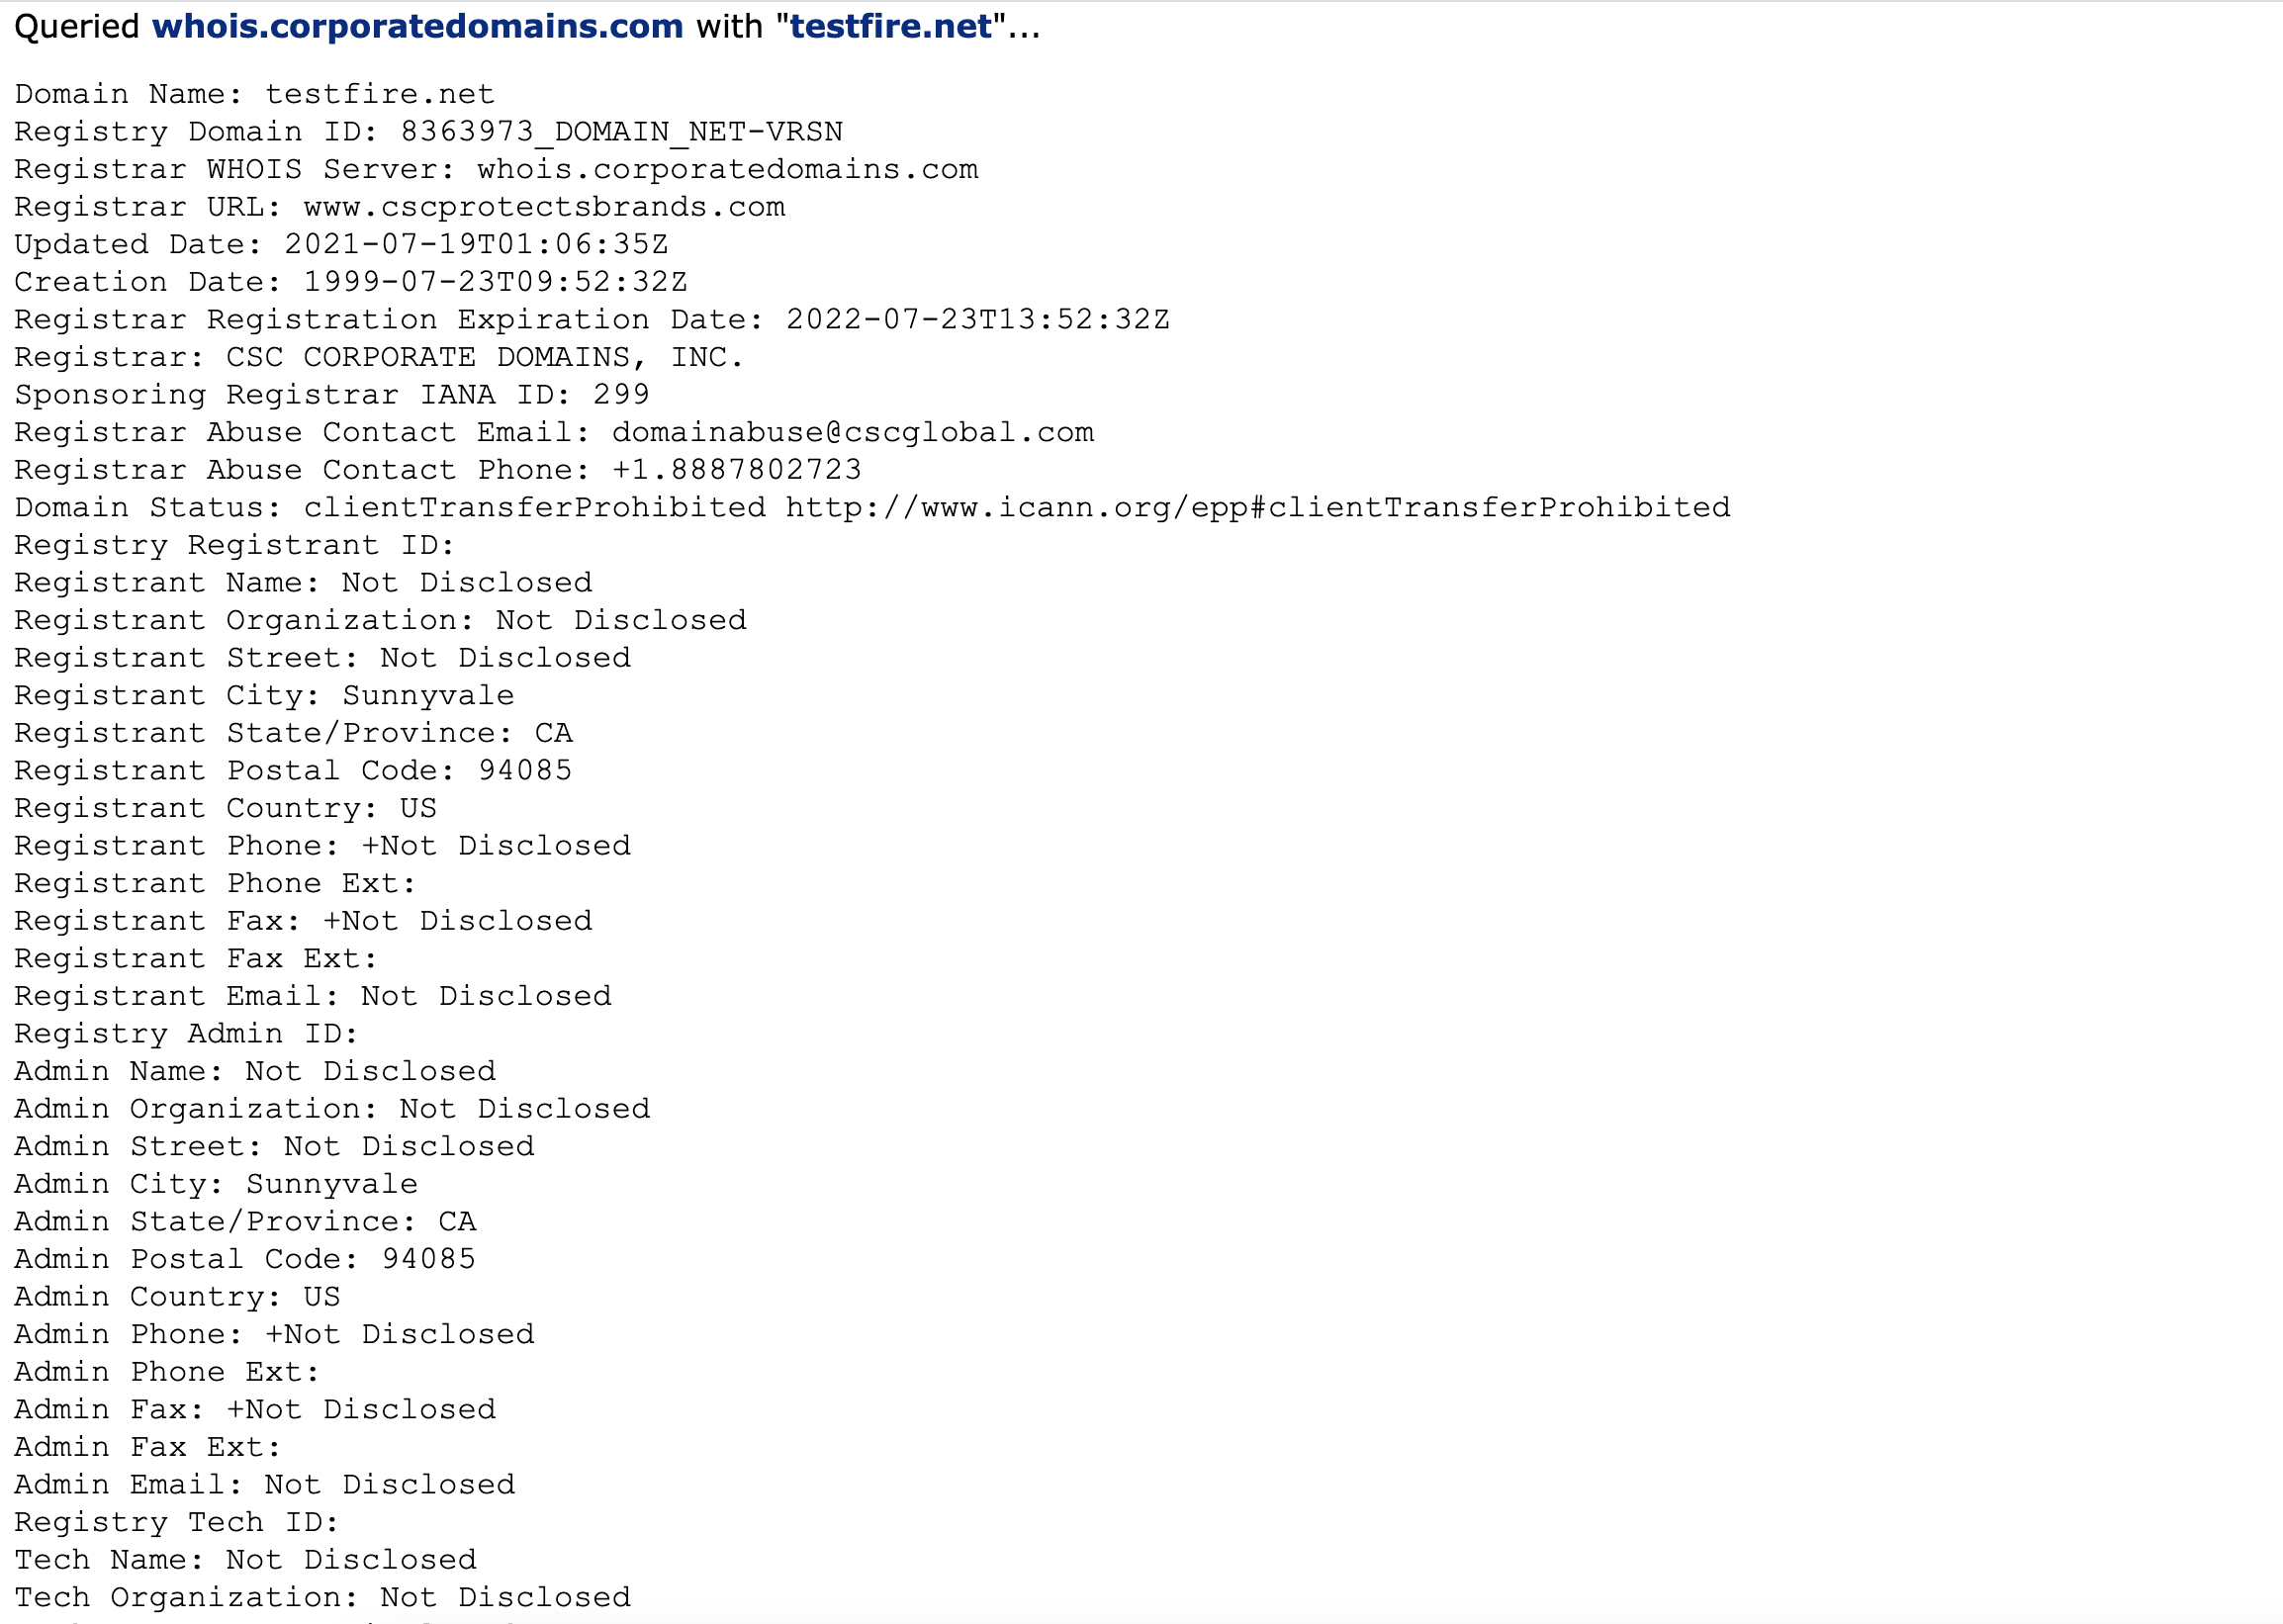 Queried whois.corporatedomains.com with "testfire.net"...
Domain Name: testfire.net
Registry Domain ID: 8363973_DOMAIN_NET-VRSN
Registrar WHOIS Server: whois.corporatedomains.com
Registrar URL: www.cscprotectsbrands.com
Updated Date: 2021-07-19T01:06:35Z
Creation Date: 1999-07-23T09:52:32Z
Registrar Registration Expiration Date: 2022-07-23T13:52:32Z
Registrar: CSC CORPORATE DOMAINS, INC.
Sponsoring Registrar IANA ID: 299
Registrar Abuse Contact Email: domainabuse@cscglobal.com
Registrar Abuse Contact Phone: +1.8887802723
Domain Status: clientTransferProhibited http://www.icann.org/epp#clientTransferProhibited
Registry Registrant ID:
Registrant Name: Not Disclosed
Registrant Organization: Not Disclosed
Registrant Street: Not Disclosed
Registrant City: Sunnyvale
Registrant State/Province: CA
Registrant Postal Code: 94085
Registrant Country: US
Registrant Phone: +Not Disclosed
Registrant Phone Ext:
Registrant Fax: +Not Disclosed
Registrant Fax Ext:
Registrant Email: Not Disclosed
Registry Admin ID:
Admin Name: Not Disclosed
Admin Organization: Not Disclosed
Admin Street: Not Disclosed
Admin City: Sunnyvale
Admin State/Province: CA
Admin Postal Code: 94085
Admin Country: US
Admin Phone: +Not Disclosed
Admin Phone Ext:
Admin Fax: +Not Disclosed
Admin Fax Ext:
Admin Email: Not Disclosed
Registry Tech ID:
Tech Name: Not Disclosed
Tech Organization: Not Disclosed